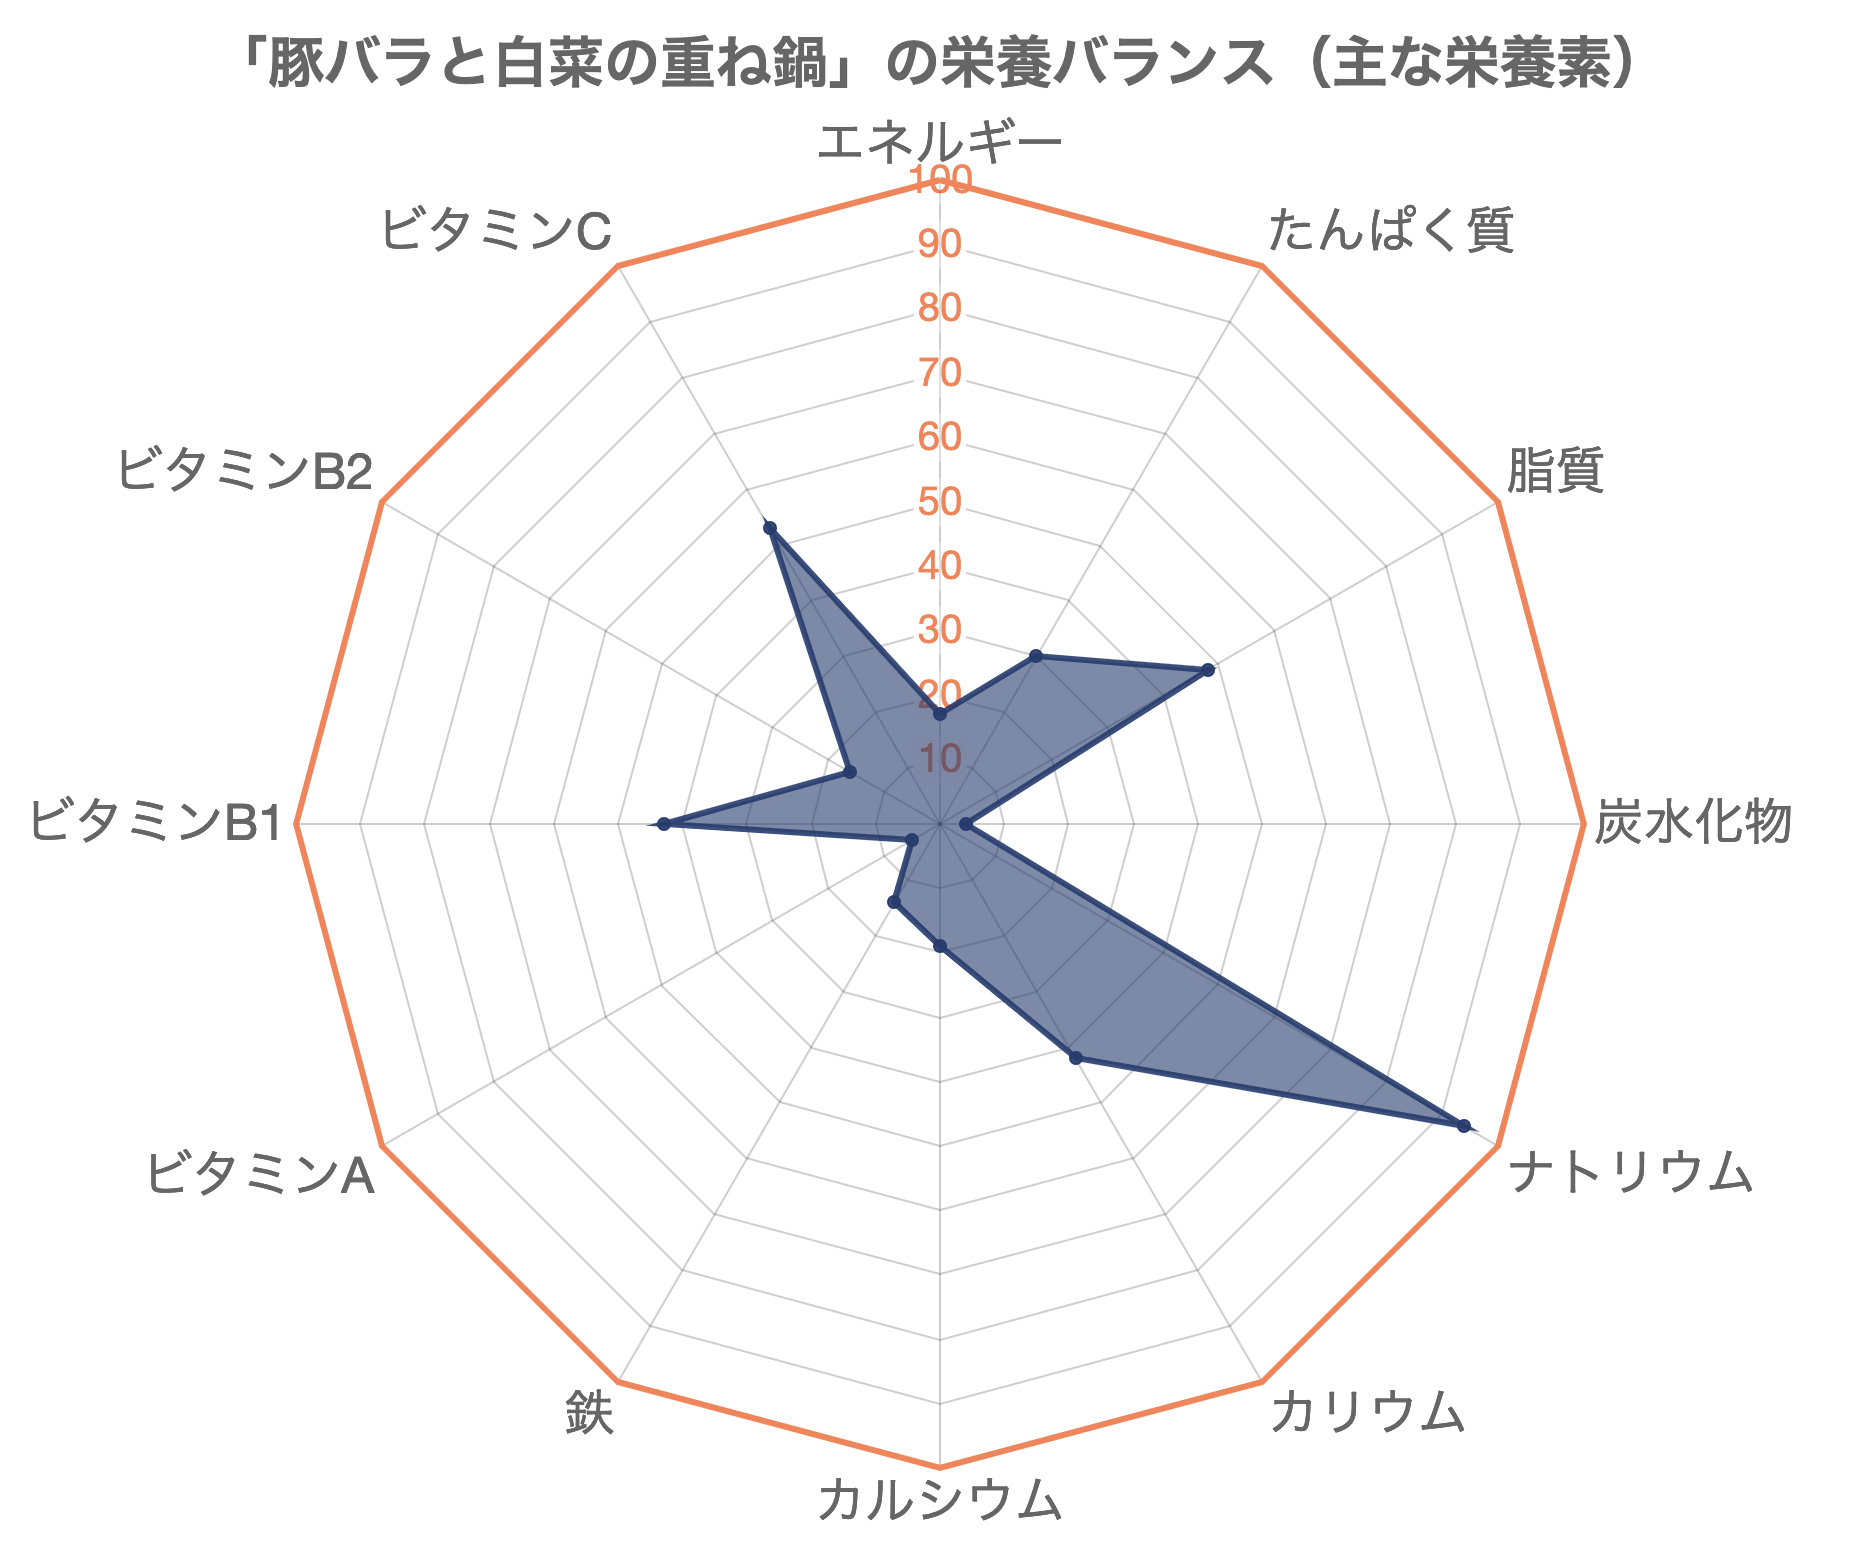 「豚バラと白菜の重ね鍋」の栄養バランス（主な栄養素）
エネルギー
たんぱく質
脂質
炭水化物
ナトリウム
カリウム
カルシウム
鉄
ビタミンA
ビタミンB1
ビタミンB2
ビタミンC
100
90
80
70
60
50
40
30
20
10